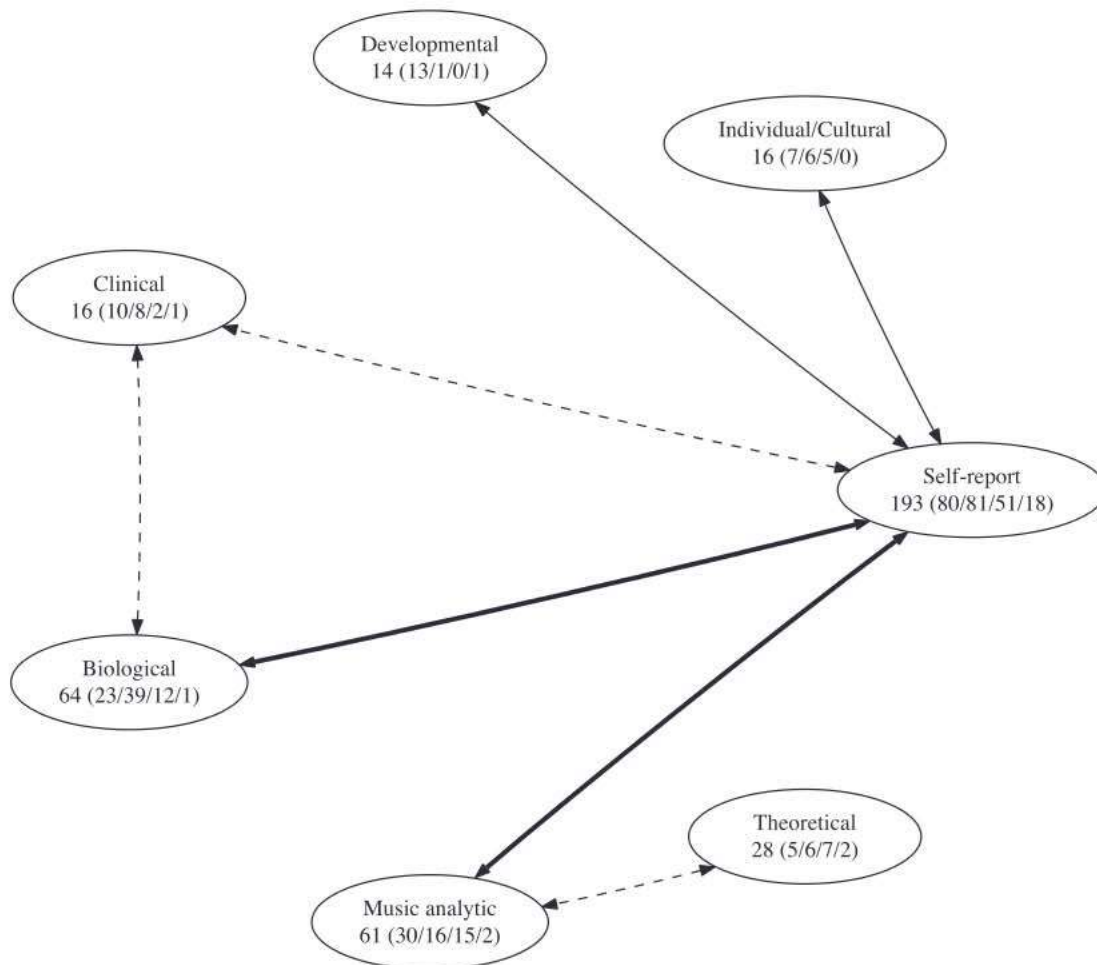 Developmental
14 (13/1/0/1)
Individual/Cultural
16 (7/6/5/0)
Clinical
16 (10/8/2/1)
Self-report
193 (80/81/51/18)
Biological
64 (23/39/12/1)
Theoretical
28 (5/6/7/2)
Music analytic
61 (30/16/15/2)